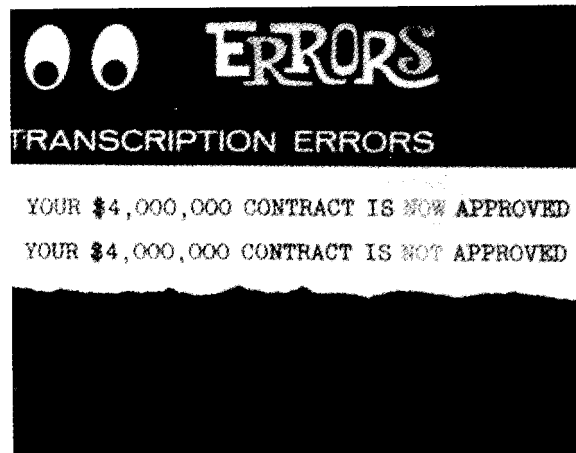 ERRORS
TRANSCRIPTION ERRORS
YOUR $4,000,000 CONTRACT IS NOW APPROVED
YOUR $4,000,000 CONTRACT IS NOT APPROVED